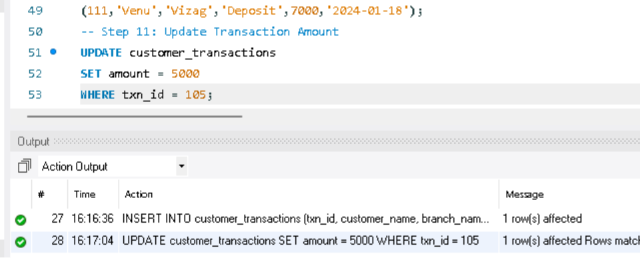 49 (111,'Venu','Vizag','Deposit',7000,'2024-01-18');
50 -- Step 11: Update Transaction Amount
51 UPDATE customer_transactions
52 SET amount = 5000
53 WHERE txn_id = 105;
Output
Action Output
# Time Action Message
27 16:16:36 INSERT INTO customer_transactions (txn_id, customer_name, branch_nam... 1 row(s) affected
28 16:17:04 UPDATE customer_transactions SET amount = 5000 WHERE txn_id = 105 1 row(s) affected Rows matc